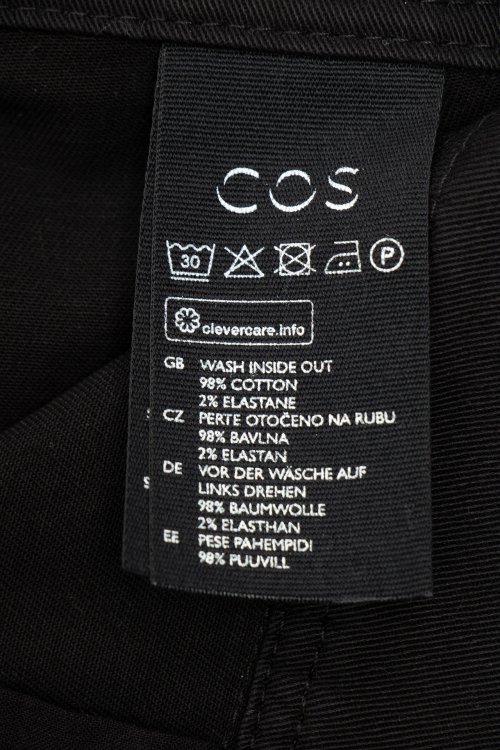 COS
30
P
clevercare.info
GB WASH INSIDE OUT
98% COTTON
2% ELASTANE
CZ PERTE OTOČENO NA RUBU
98% BAVLNA
2% ELASTAN
DE VOR DER WÄSCHE AUF
LINKS DREHEN
98% BAUMWOLLE
2% ELASTHAN
EE PESE PAHEMPIDI
98% PUUVILL